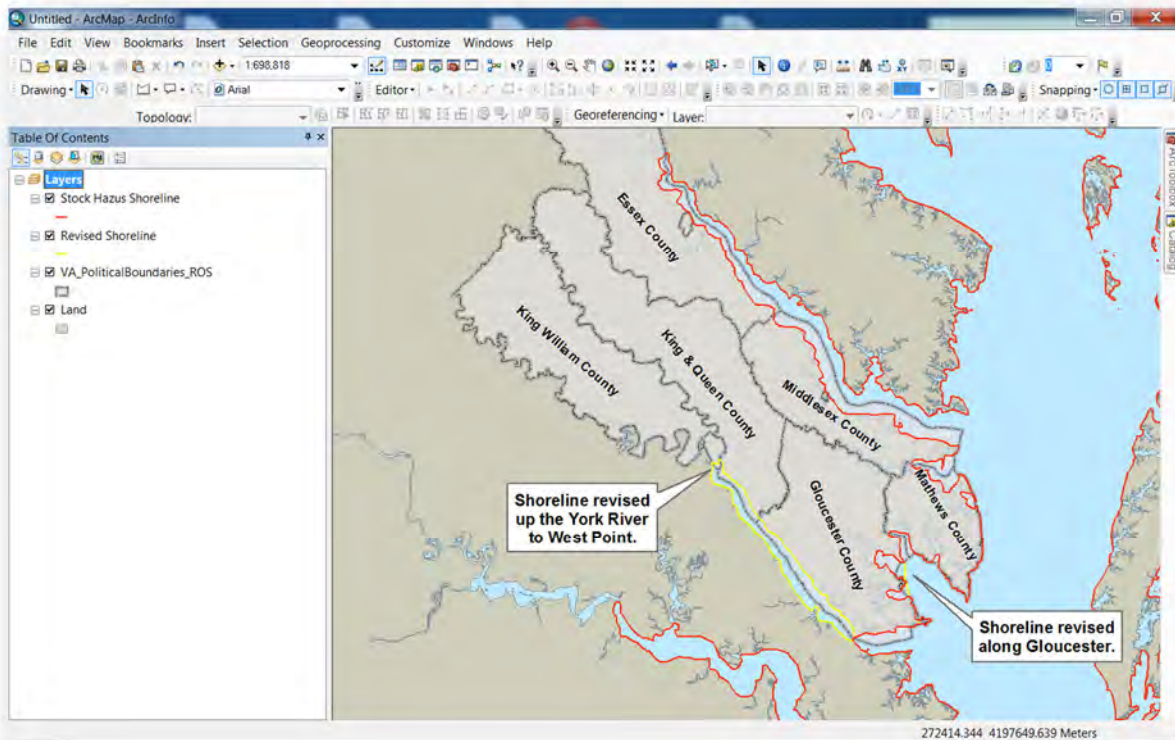 Untitled - ArcMap - ArcInfo
File Edit View Bookmarks Insert Selection Geoprocessing Customize Windows Help
1:698,818
Drawing Arial Editor Snapping
Topology: Georeferencing Layer:
Table Of Contents
Layers
Stock Hazus Shoreline
Revised Shoreline
VA_PoliticalBoundaries_ROS
Land
Essex County
King William County
King & Queen County
Middlesex County
Gloucester County
Mathews County
Shoreline revised
up the York River
to West Point.
Shoreline revised
along Gloucester.
ArcToolbox
Catalog
272414.344 4197649.639 Meters